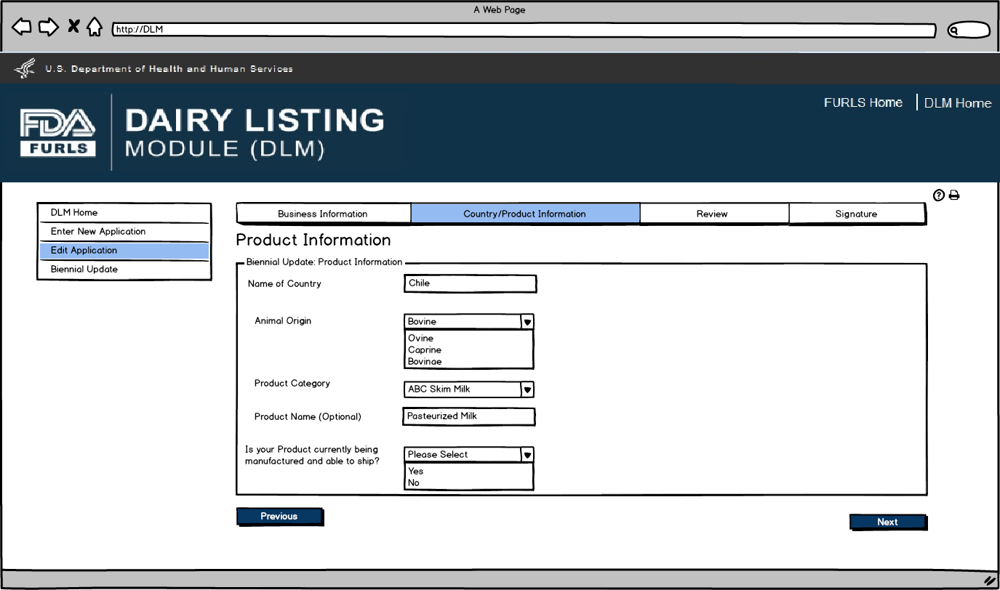 A Web Page
http://DLM
U.S. Department of Health and Human Services
FDA
FURLS
DAIRY LISTING
MODULE (DLM)
FURLS Home
DLM Home
DLM Home
Enter New Application
Edit Application
Biennial Update
Business Information
Country/Product Information
Review
Signature
Product Information
Biennial Update: Product Information
Name of Country
Chile
Animal Origin
Bovine
Ovine
Caprine
Bovinae
Product Category
ABC Skim Milk
Product Name (Optional)
Pasteurized Milk
Is your Product currently being
manufactured and able to ship?
Please Select
Yes
No
Previous
Next